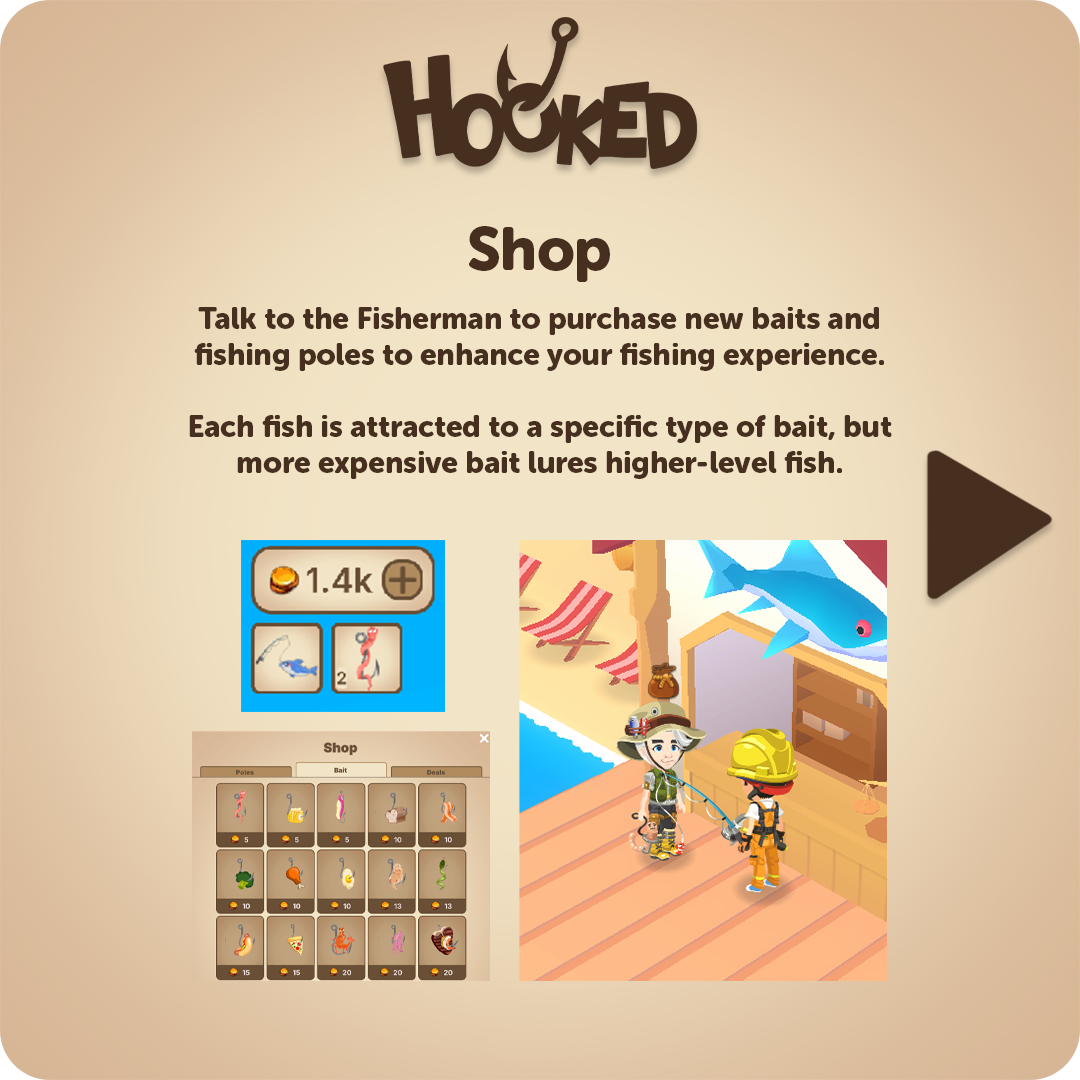 HOOKED
Shop
Talk to the Fisherman to purchase new baits and
fishing poles to enhance your fishing experience.
Each fish is attracted to a specific type of bait, but
more expensive bait lures higher-level fish.
1.4k
2
Shop
Poles Bait Deals
5 5 5 10 10
10 10 10 13 13
15 15 20 20 20